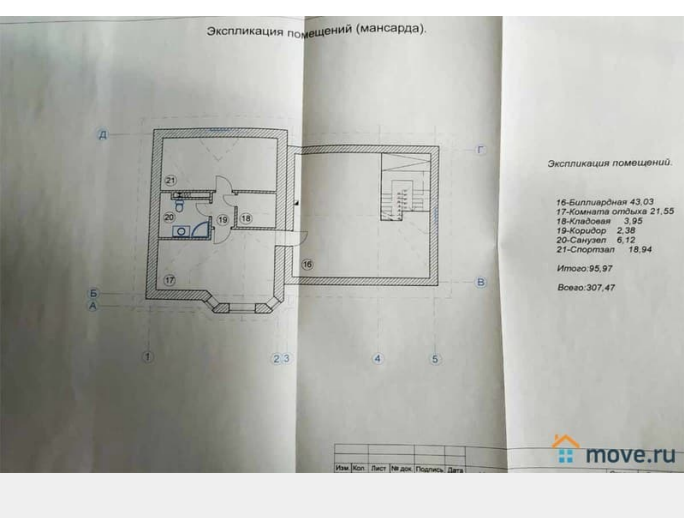 Экспликация помещений (мансарда).
Д
Г
Экспликация помещений.
21
16-Биллиардная 43,03
17-Комната отдыха 21,55
18-Кладовая 3,95
19-Коридор 2,38
20-Санузел 6,12
21-Спортзал 18,94
20
19
18
16
17
Итого:95,97
Всего:307,47
В
Б
А
1
2
3
4
5
Изм.
Кол.
Лист
№ док.
Подпись
Дата
move.ru